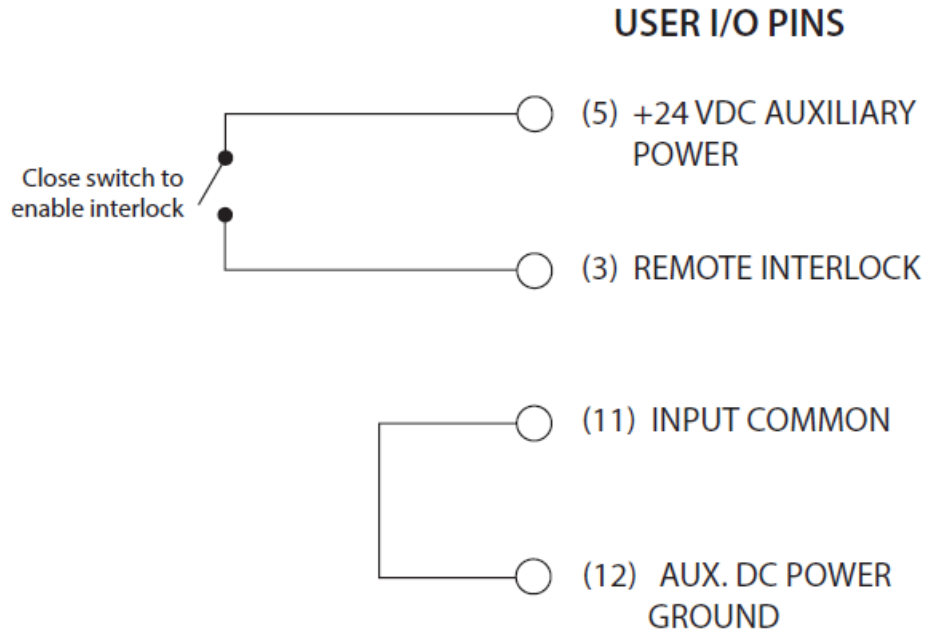 USER I/O PINS
(5) +24 VDC AUXILIARY
POWER
Close switch to
enable interlock
(3) REMOTE INTERLOCK
(11) INPUT COMMON
(12) AUX. DC POWER
GROUND